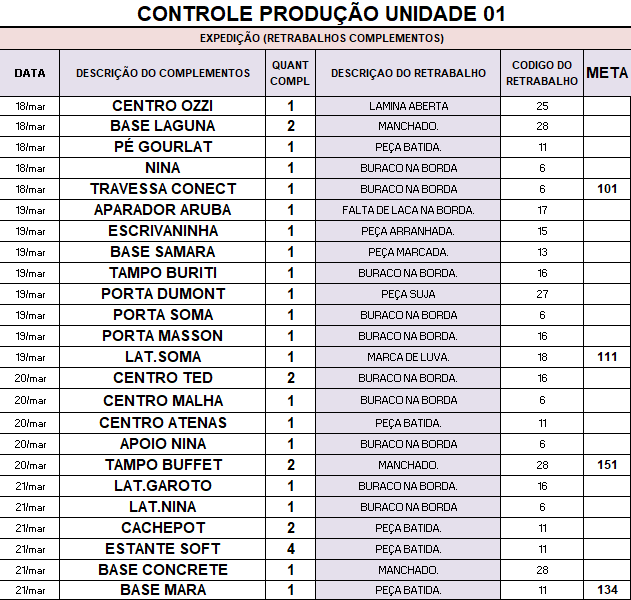 CONTROLE PRODUÇÃO UNIDADE 01
EXPEDIÇÃO (RETRABALHOS COMPLEMENTOS)
DATA DESCRIÇÃO DO COMPLEMENTOS QUANT COMPL DESCRIÇAO DO RETRABALHO CODIGO DO RETRABALHO META
18/mar CENTRO OZZI 1 LAMINA ABERTA 25
18/mar BASE LAGUNA 2 MANCHADO. 28
18/mar PÉ GOURLAT 1 PEÇA BATIDA. 11
18/mar NINA 1 BURACO NA BORDA 6
18/mar TRAVESSA CONECT 1 BURACO NA BORDA 6 101
19/mar APARADOR ARUBA 1 FALTA DE LACA NA BORDA. 17
19/mar ESCRIVANINHA 1 PEÇA ARRANHADA. 15
19/mar BASE SAMARA 1 PEÇA MARCADA. 13
19/mar TAMPO BURITI 1 BURACO NA BORDA. 16
19/mar PORTA DUMONT 1 PEÇA SUJA 27
19/mar PORTA SOMA 1 BURACO NA BORDA 6
19/mar PORTA MASSON 1 BURACO NA BORDA. 16
19/mar LAT.SOMA 1 MARCA DE LUVA. 18 111
20/mar CENTRO TED 2 BURACO NA BORDA. 16
20/mar CENTRO MALHA 1 BURACO NA BORDA 6
20/mar CENTRO ATENAS 1 PEÇA BATIDA. 11
20/mar APOIO NINA 1 BURACO NA BORDA 6
20/mar TAMPO BUFFET 2 MANCHADO. 28 151
21/mar LAT.GAROTO 1 BURACO NA BORDA. 16
21/mar LAT.NINA 1 BURACO NA BORDA 6
21/mar CACHEPOT 2 PEÇA BATIDA. 11
21/mar ESTANTE SOFT 4 PEÇA BATIDA. 11
21/mar BASE CONCRETE 1 MANCHADO. 28
21/mar BASE MARA 1 PEÇA BATIDA. 11 134